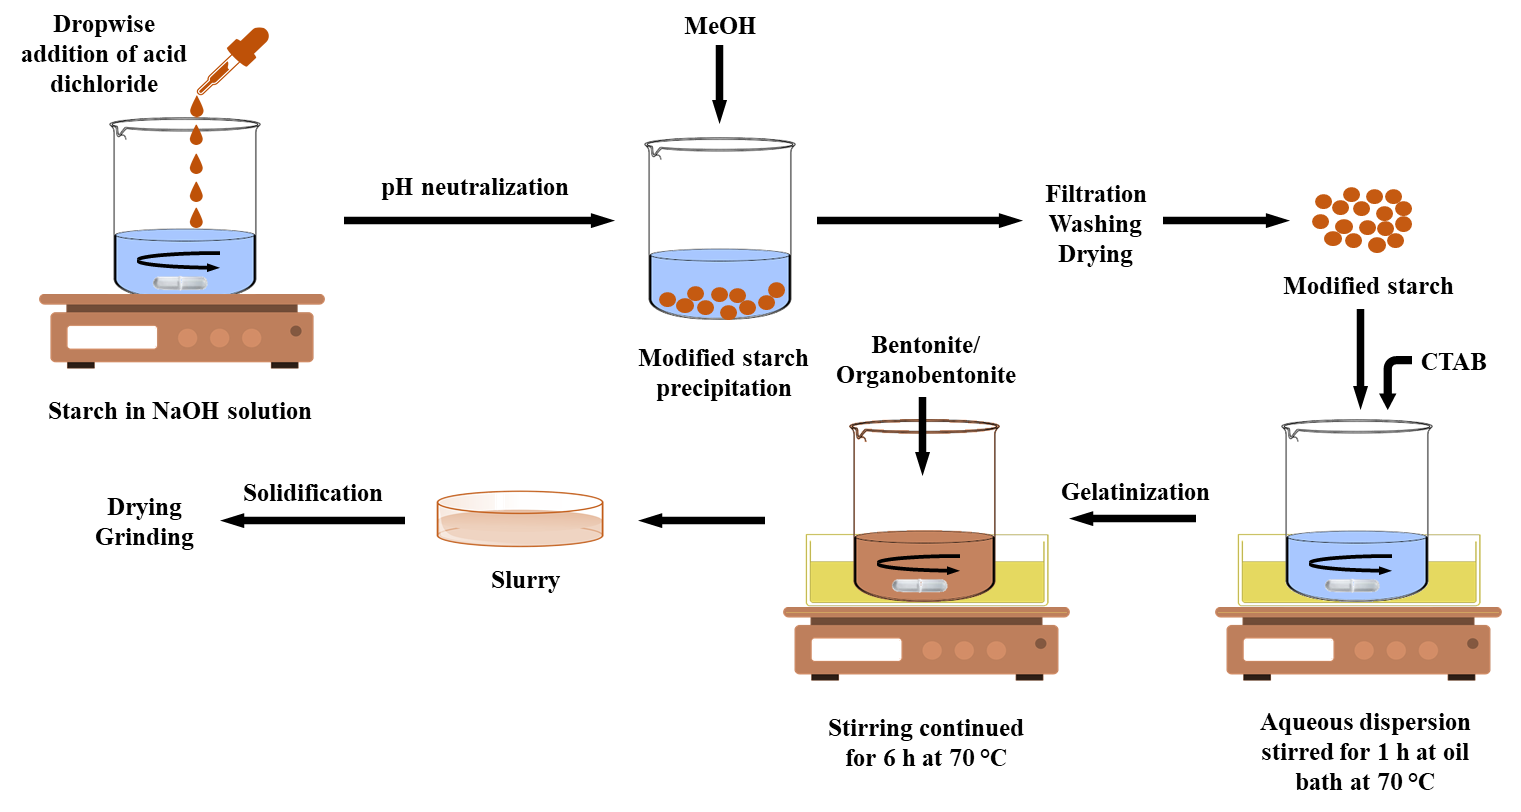 Dropwise
addition of acid
dichloride
Starch in NaOH solution
pH neutralization
MeOH
Modified starch
precipitation
Filtration
Washing
Drying
Modified starch
CTAB
Aqueous dispersion
stirred for 1 h at oil
bath at 70 °C
Gelatinization
Bentonite/
Organobentonite
Stirring continued
for 6 h at 70 °C
Slurry
Solidification
Drying
Grinding